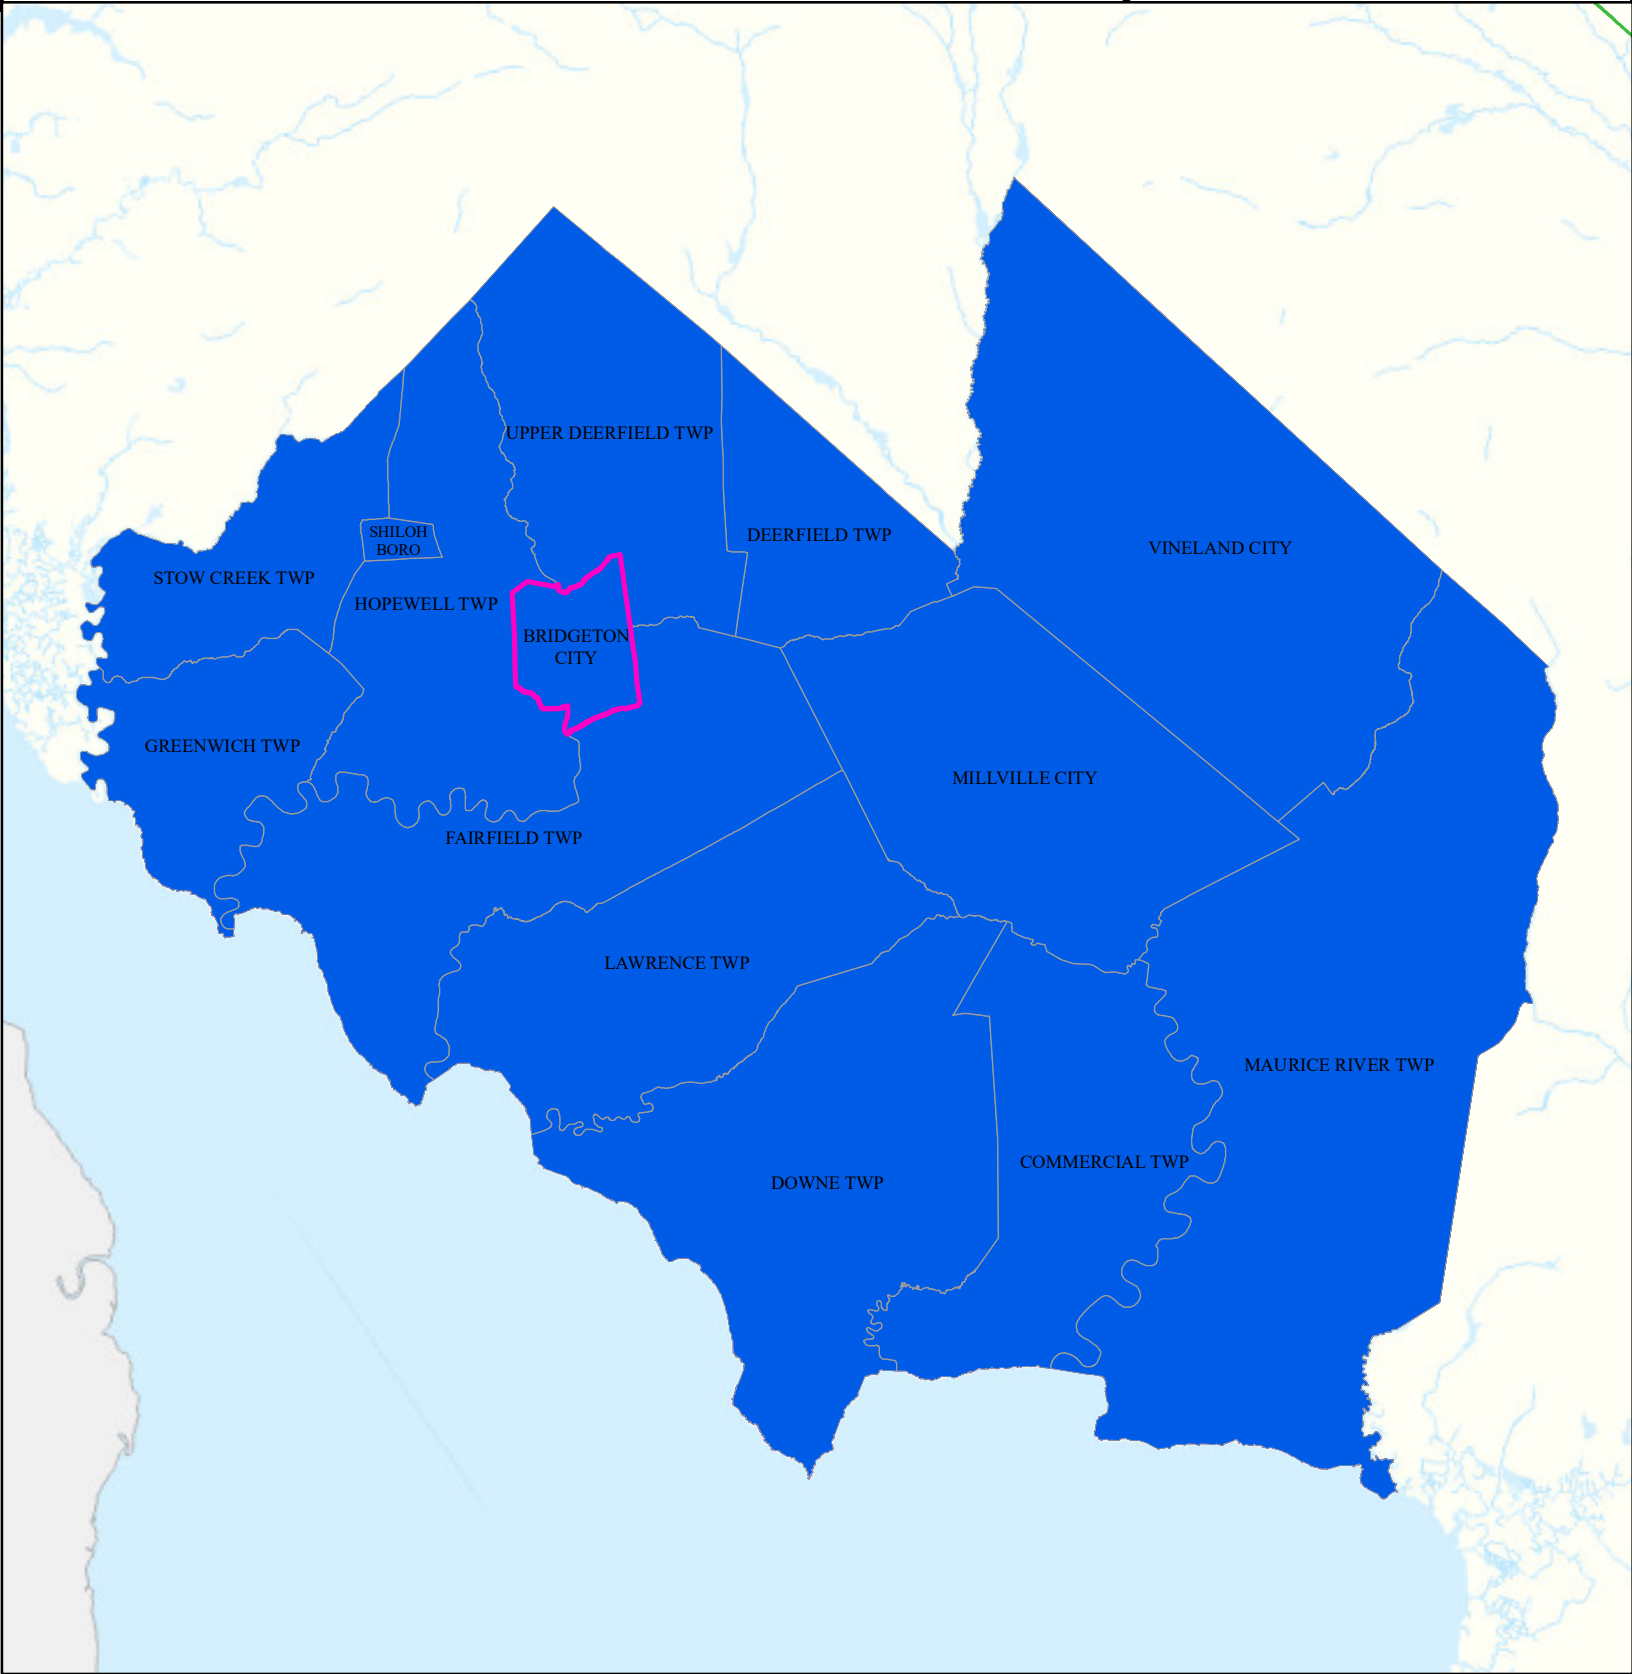 UPPER DEERFIELD TWP
SHILOH
BORO
DEERFIELD TWP
VINELAND CITY
STOW CREEK TWP
HOPEWELL TWP
BRIDGETON
CITY
GREENWICH TWP
MILLVILLE CITY
FAIRFIELD TWP
LAWRENCE TWP
MAURICE RIVER TWP
COMMERCIAL TWP
DOWNE TWP